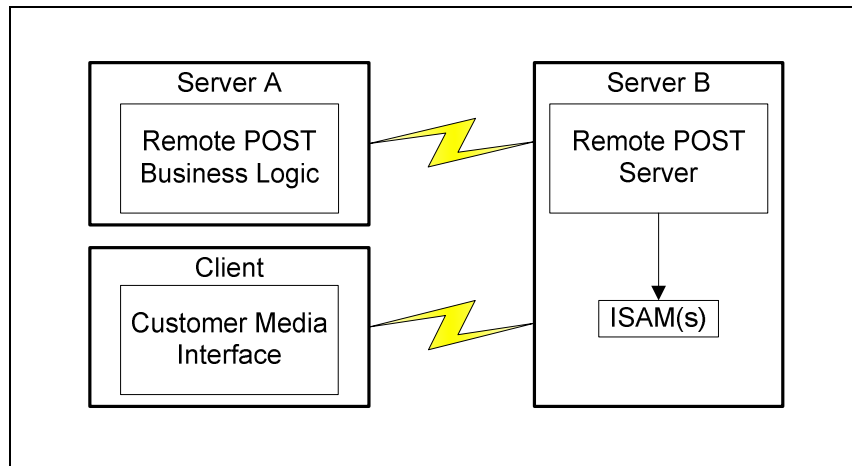 Server A
Remote POST
Business Logic
Client
Customer Media
Interface
Server B
Remote POST
Server
ISAM(s)